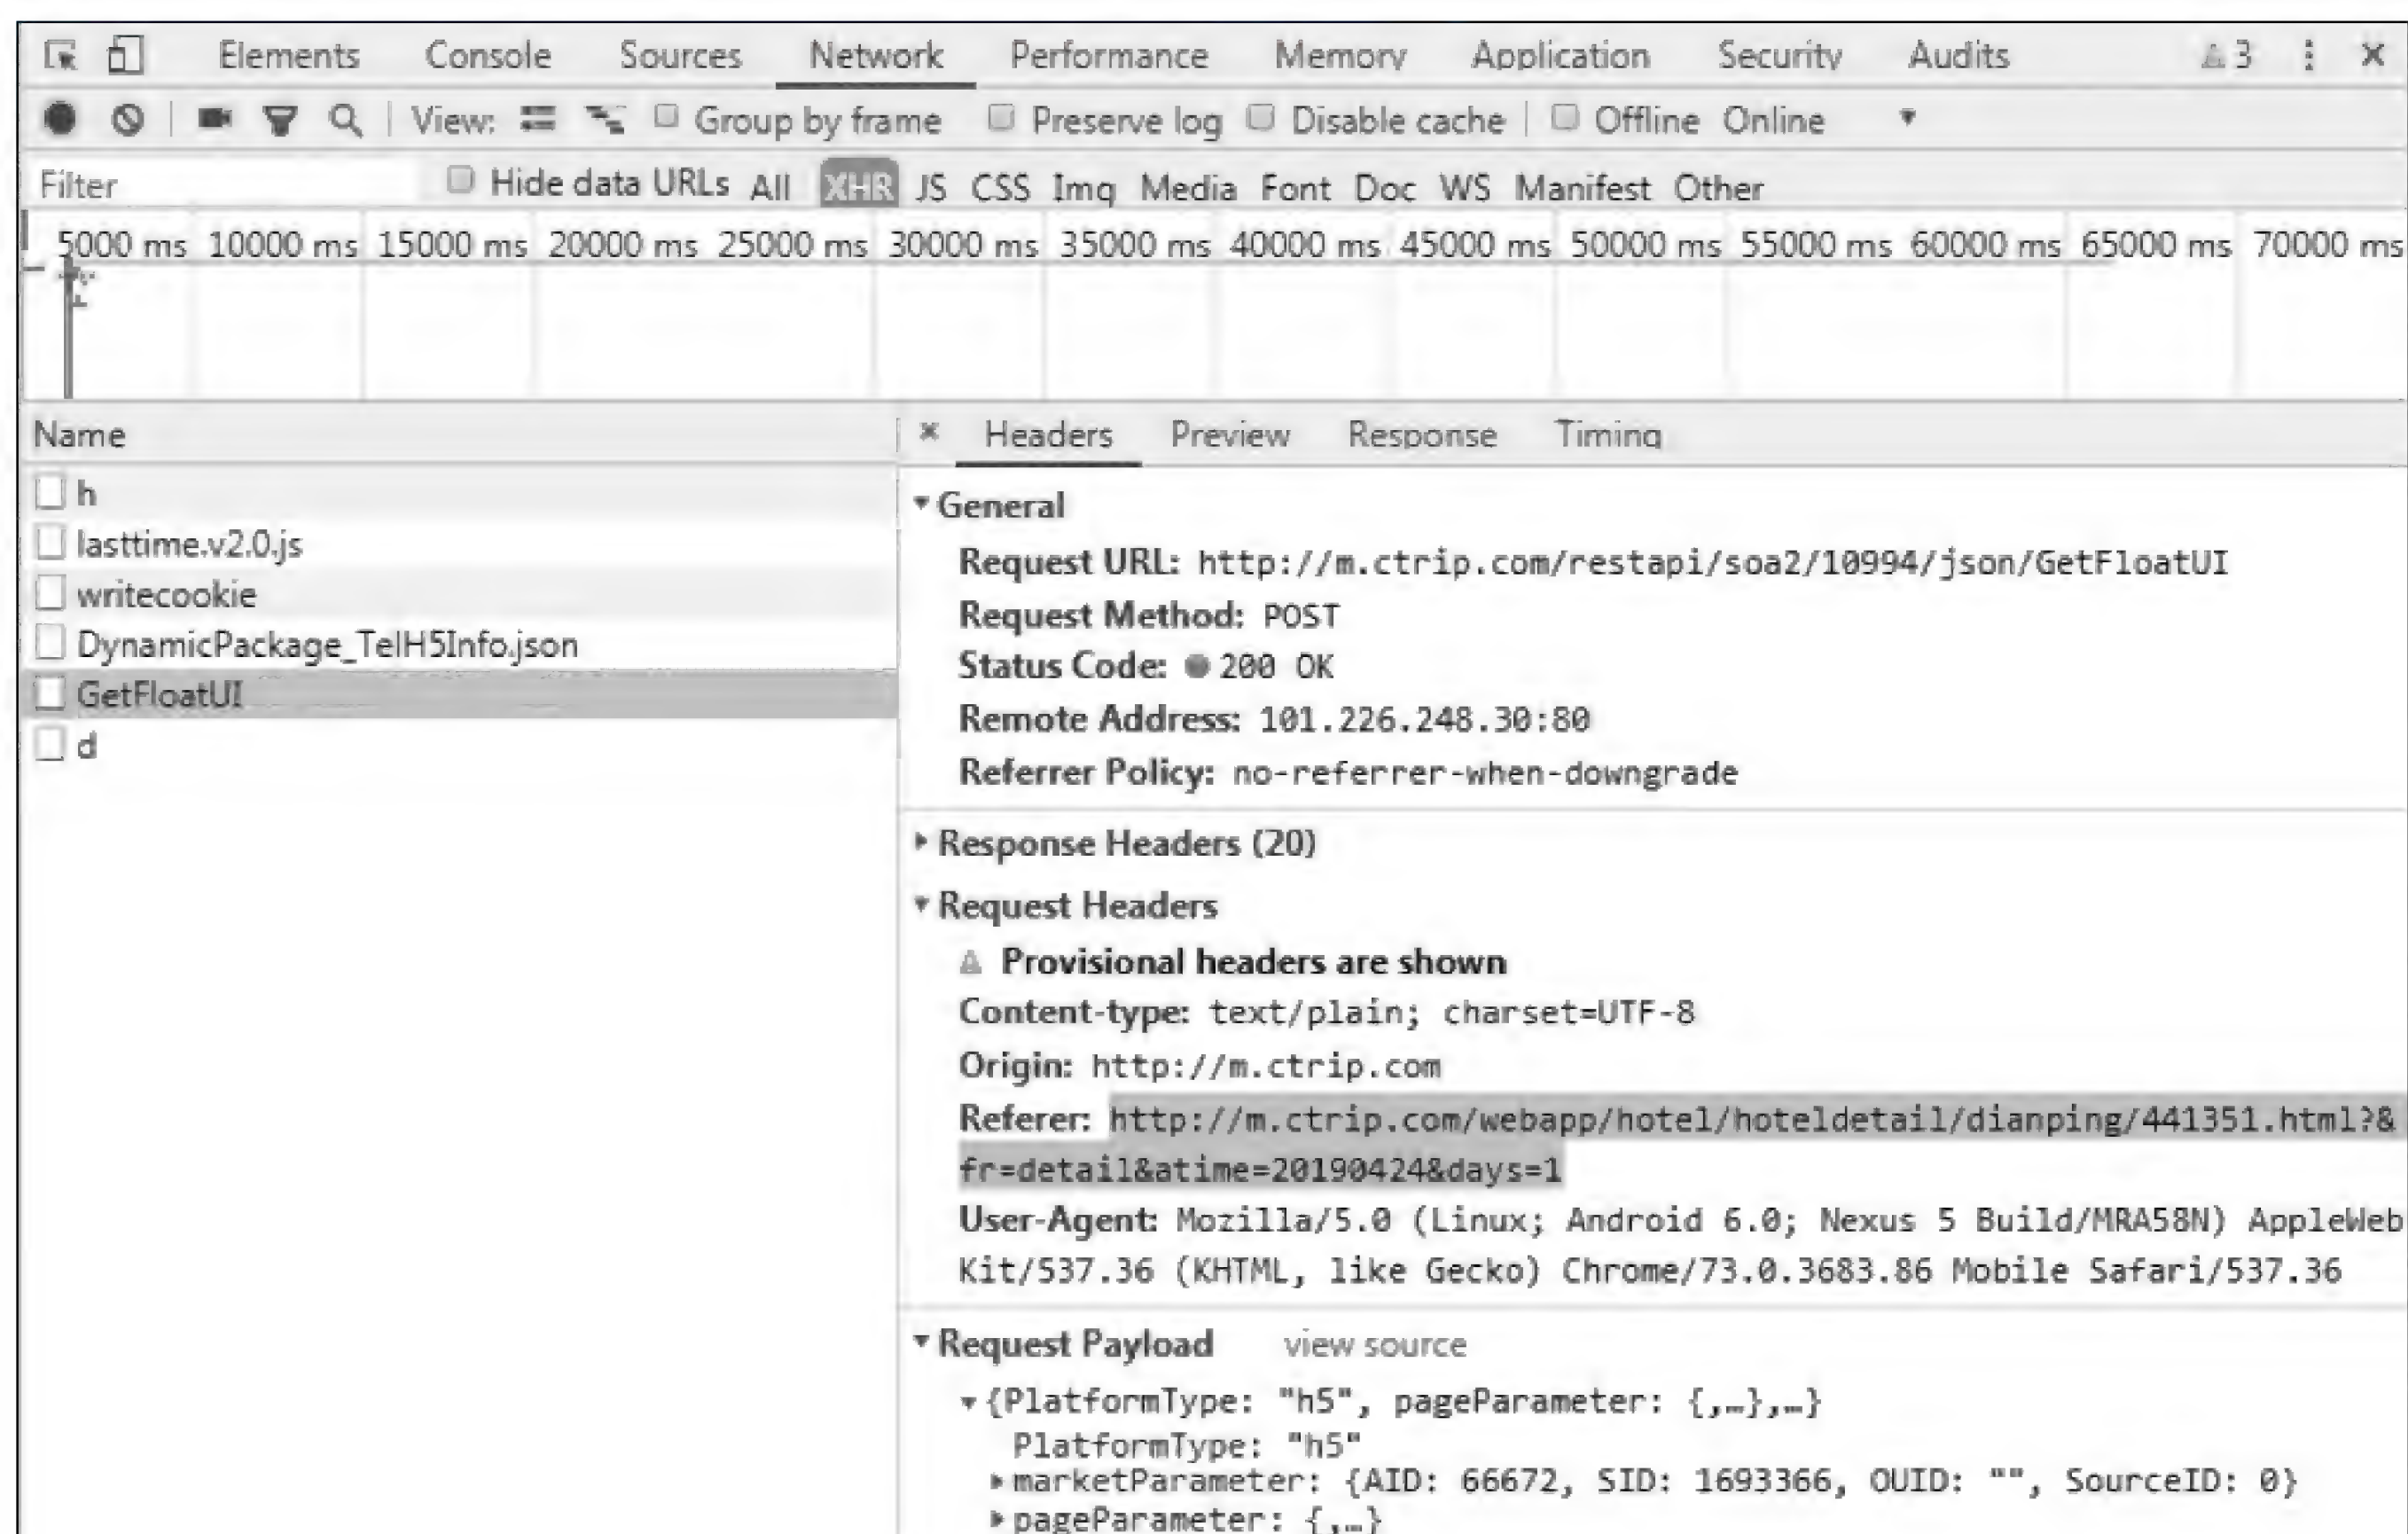 Elements Console Sources Network Performance Memory Application Security Audits 3
View: Group by frame Preserve log Disable cache Offline Online
Filter Hide data URLs All XHR JS CSS Img Media Font Doc WS Manifest Other
5000 ms 10000 ms 15000 ms 20000 ms 25000 ms 30000 ms 35000 ms 40000 ms 45000 ms 50000 ms 55000 ms 60000 ms 65000 ms 70000 ms
Name
h
lasttime.v2.0.js
writecookie
DynamicPackage_TelH5Info.json
GetFloatUI
d
Headers Preview Response Timing
General
Request URL: http://m.ctrip.com/restapi/soa2/10994/json/GetFloatUI
Request Method: POST
Status Code: 200 OK
Remote Address: 101.226.248.30:80
Referrer Policy: no-referrer-when-downgrade
Response Headers (20)
Request Headers
Provisional headers are shown
Content-type: text/plain; charset=UTF-8
Origin: http://m.ctrip.com
Referer: http://m.ctrip.com/webapp/hotel/hoteldetail/dianping/441351.html?&
fr=detail&atime=20190424&days=1
User-Agent: Mozilla/5.0 (Linux; Android 6.0; Nexus 5 Build/MRA58N) AppleWeb
Kit/537.36 (KHTML, like Gecko) Chrome/73.0.3683.86 Mobile Safari/537.36
Request Payload view source
{PlatformType: "h5", pageParameter: {,…},…}
PlatformType: "h5"
marketParameter: {AID: 66672, SID: 1693366, OUID: "", SourceID: 0}
pageParameter: {,…}